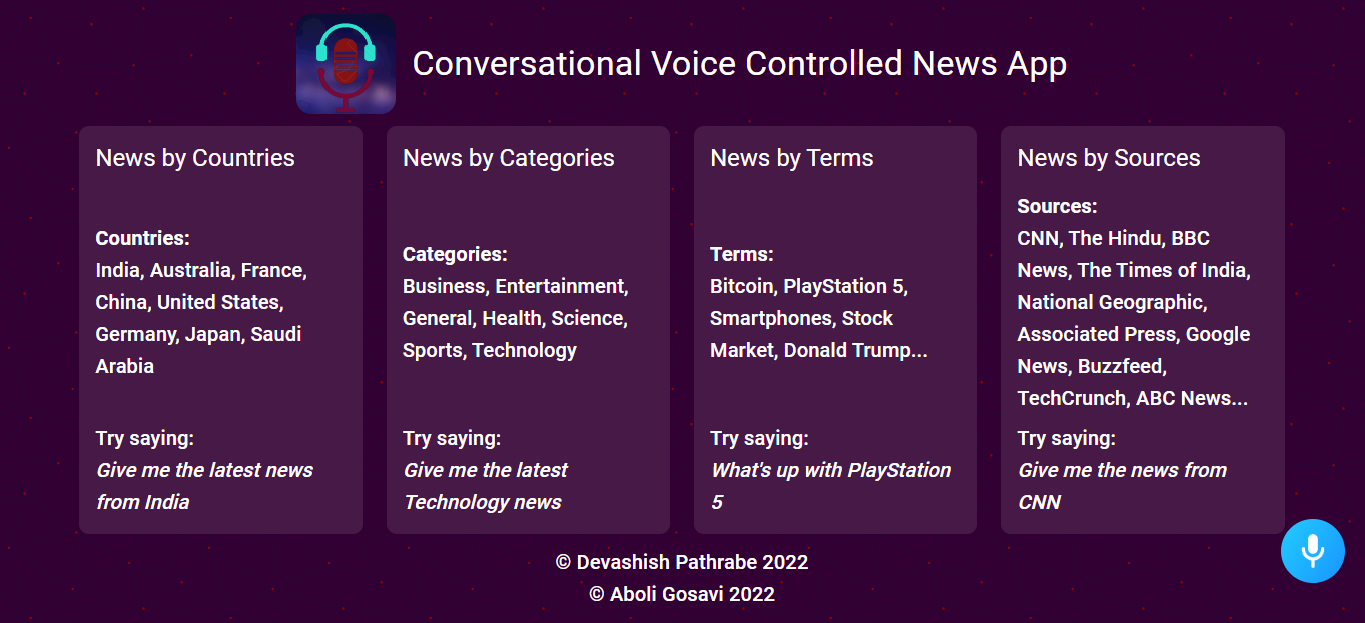 Conversational Voice Controlled News App
News by Countries
Countries:
India, Australia, France,
China, United States,
Germany, Japan, Saudi
Arabia
Try saying:
Give me the latest news
from India
News by Categories
Categories:
Business, Entertainment,
General, Health, Science,
Sports, Technology
Try saying:
Give me the latest
Technology news
News by Terms
Terms:
Bitcoin, PlayStation 5,
Smartphones, Stock
Market, Donald Trump...
Try saying:
What's up with PlayStation
5
News by Sources
Sources:
CNN, The Hindu, BBC
News, The Times of India,
National Geographic,
Associated Press, Google
News, Buzzfeed,
TechCrunch, ABC News...
Try saying:
Give me the news from
CNN
© Devashish Pathrabe 2022
© Aboli Gosavi 2022